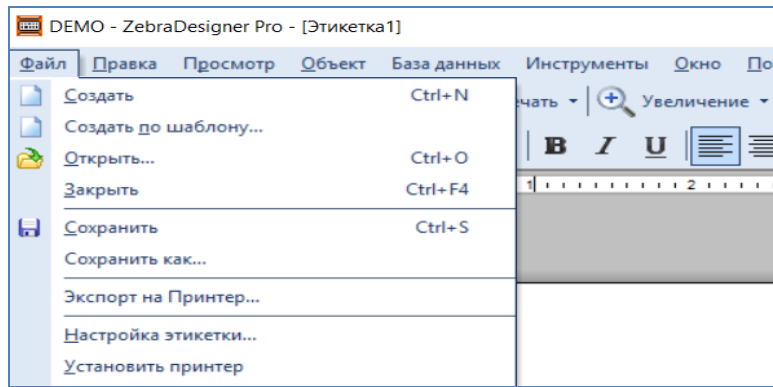 DEMO - ZebraDesigner Pro - [Этикетка1]
Файл Правка Просмотр Объект База данных Инструменты Окно
Создать Ctrl+N
Увеличение
Создать по шаблону...
B I U
Открыть... Ctrl+O
Закрыть Ctrl+F4
1 2
Сохранить Ctrl+S
Сохранить как...
Экспорт на Принтер...
Настройка этикетки...
Установить принтер